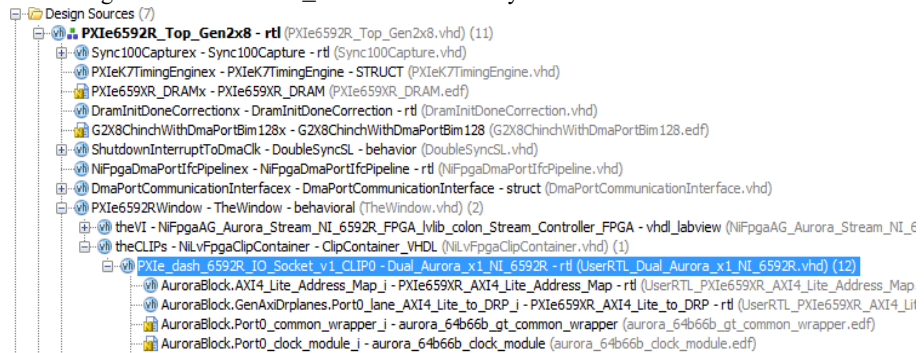 Design Sources (7)
PXIe6592R_Top_Gen2x8 - rtl (PXIe6592R_Top_Gen2x8.vhd) (11)
Sync100Capturex - Sync100Capture - rtl (Sync100Capture.vhd)
PXIeK7TimingEnginex - PXIeK7TimingEngine - STRUCT (PXIeK7TimingEngine.vhd)
PXIe659XR_DRAMx - PXIe659XR_DRAM (PXIe659XR_DRAM.edf)
DramInitDoneCorrectionx - DramInitDoneCorrection - rtl (DramInitDoneCorrection.vhd)
G2X8ChinchWithDmaPortBim128x - G2X8ChinchWithDmaPortBim128 (G2X8ChinchWithDmaPortBim128.edf)
ShutdownInterruptToDmaClk - DoubleSyncSL - behavior (DoubleSyncSL.vhd)
NiFpgaDmaPortIfcPipelinex - NiFpgaDmaPortIfcPipeline - rtl (NiFpgaDmaPortIfcPipeline.vhd)
DmaPortCommunicationInterfacex - DmaPortCommunicationInterface - struct (DmaPortCommunicationInterface.vhd)
PXIe6592RWindow - TheWindow - behavioral (TheWindow.vhd) (2)
theVI - NiFpgaAG_Aurora_Stream_NI_6592R_FPGA_lvlib_colon_Stream_Controller_FPGA - vhdl_labview (NiFpgaAG_Aurora_Stream_NI_6
theCLIPs - NiLvFpgaClipContainer - ClipContainer_VHDL (NiLvFpgaClipContainer.vhd) (1)
PXIe_dash_6592R_IO_Socket_v1_CLIP0 - Dual_Aurora_x1_NI_6592R - rtl (UserRTL_Dual_Aurora_x1_NI_6592R.vhd) (12)
AuroraBlock.AXI4_Lite_Address_Map_i - PXIe659XR_AXI4_Lite_Address_Map - rtl (UserRTL_PXIe659XR_AXI4_Lite_Address_Map.
AuroraBlock.GenAxiDrplanes.Port0_lane_AXI4_Lite_to_DRP_i - PXIe659XR_AXI4_Lite_to_DRP - rtl (UserRTL_PXIe659XR_AXI4_Lit
AuroraBlock.Port0_common_wrapper_i - aurora_64b66b_gt_common_wrapper (aurora_64b66b_gt_common_wrapper.edf)
AuroraBlock.Port0_clock_module_i - aurora_64b66b_clock_module (aurora_64b66b_clock_module.edf)